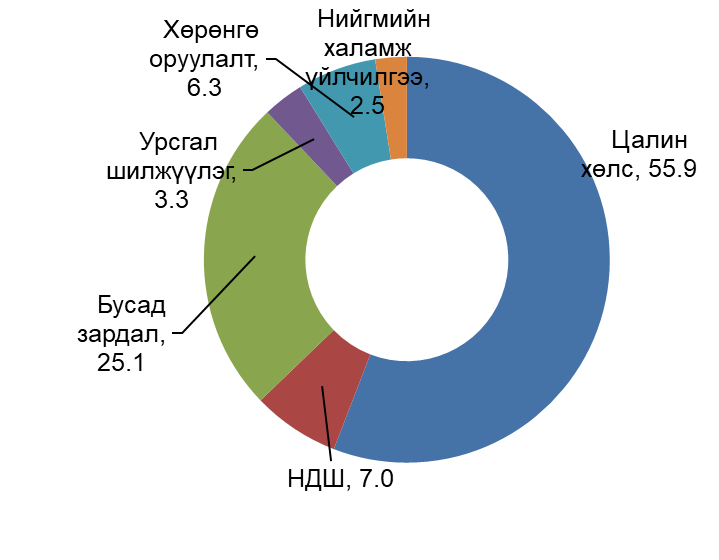 Хөрөнгө
оруулалт,
6.3
Нийгмийн
халамж
үйлчилгээ,
2.5
Цалин
хөлс, 55.9
Урсгал
шилжүүлэг,
3.3
Бусад
зардал,
25.1
НДШ, 7.0